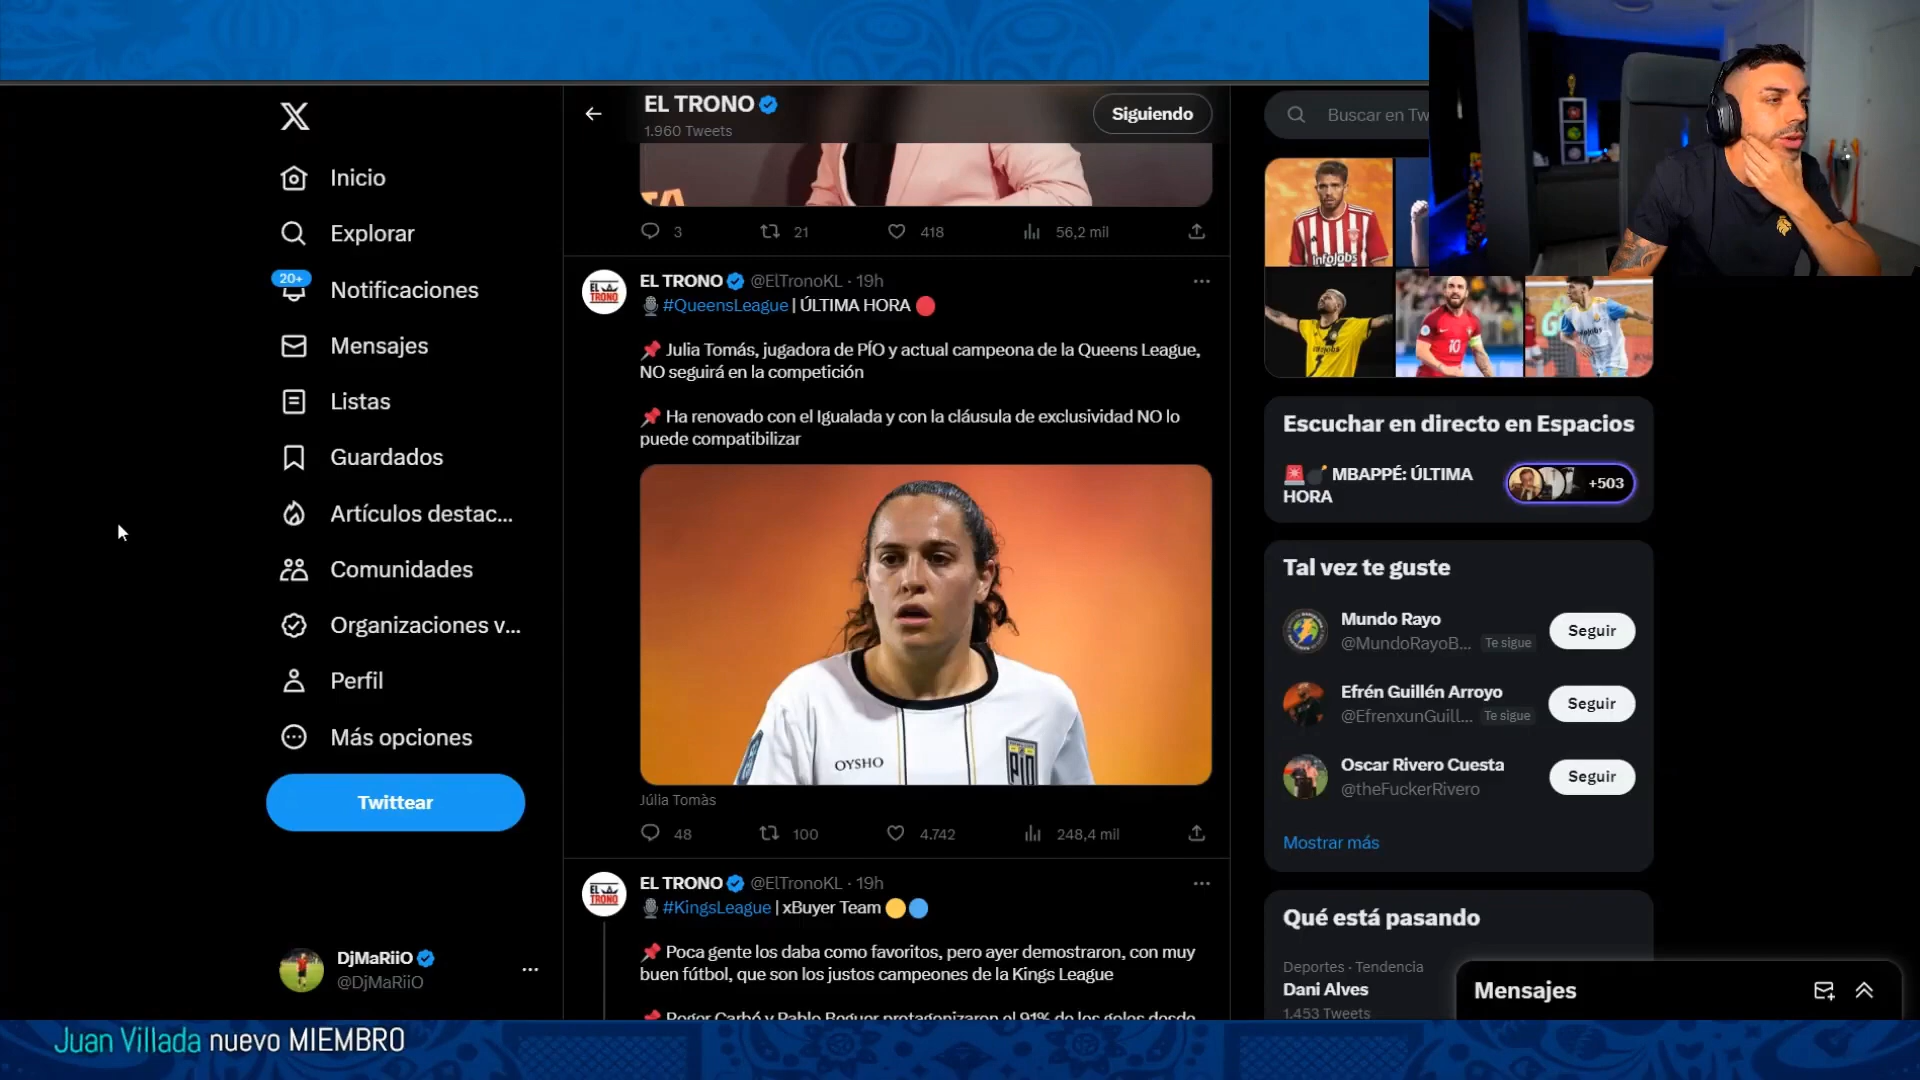 Inicio
Explorar
20+
Notificaciones
Mensajes
Listas
Guardados
Artículos destac...
Comunidades
Organizaciones v...
Perfil
Más opciones
Twittear
DjMaRiiO
@DjMaRiiO
EL TRONO
1.960 Tweets
Siguiendo
3 21 418 56,2 mil
EL TRONO @ElTronoKL · 19h
#QueensLeague | ÚLTIMA HORA 🔴
📌 Julia Tomás, jugadora de PÍO y actual campeona de la Queens League,
NO seguirá en la competición
📌 Ha renovado con el Igualada y con la cláusula de exclusividad NO lo
puede compatibilizar
OYSHO
PIO
Júlia Tomàs
48 100 4.742 248,4 mil
EL TRONO @ElTronoKL · 19h
#KingsLeague | xBuyer Team 🟡🔵
📌 Poca gente los daba como favoritos, pero ayer demostraron, con muy
buen fútbol, que son los justos campeones de la Kings League
📌 Roger Carbó y Pablo Beguer protagonizaron el 91% de los goles desde
Buscar en Tw
InfoJobs
10
Escuchar en directo en Espacios
🚨💣 MBAPPÉ: ÚLTIMA
HORA
+503
Tal vez te guste
Mundo Rayo
@MundoRayoB... Te sigue
Seguir
Efrén Guillén Arroyo
@EfrenxunGuill... Te sigue
Seguir
Oscar Rivero Cuesta
@theFuckerRivero
Seguir
Mostrar más
Qué está pasando
Deportes · Tendencia
Dani Alves
1.453 Tweets
Mensajes
Juan Villada nuevo MIEMBRO